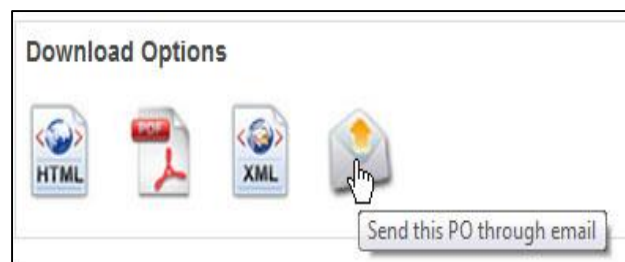 Download Options
HTML
PDF
XML
Send this PO through email